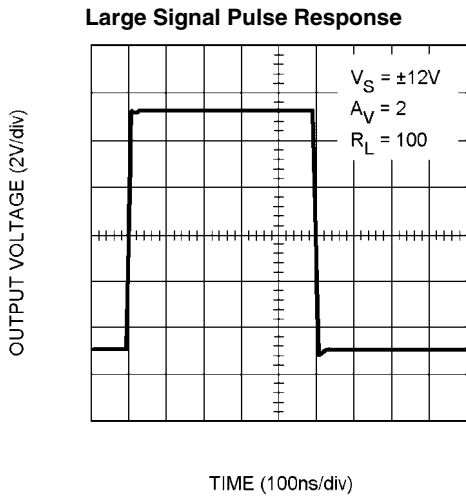 Large Signal Pulse Response
V_S = ±12V
A_V = 2
R_L = 100
OUTPUT VOLTAGE (2V/div)
TIME (100ns/div)